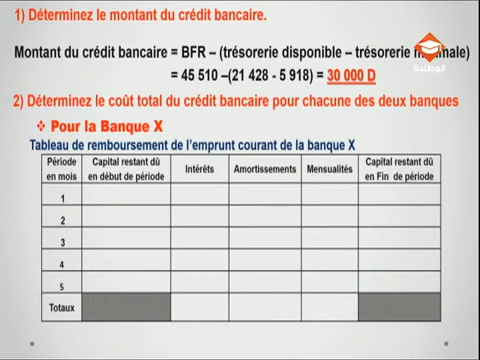 1) Déterminez le montant du crédit bancaire.
Montant du crédit bancaire = BFR – (trésorerie disponible – trésorerie
= 45 510 –(21 428 - 5 918) = 30 000 D
الوطنية
2) Déterminez le coût total du crédit bancaire pour chacune des deux banques
❖ Pour la Banque X
Tableau de remboursement de l'emprunt courant de la banque X
Période en mois Capital restant dû en début de période Intérêts Amortissements Mensualités Capital restant dû en Fin de période
1
2
3
4
5
Totaux